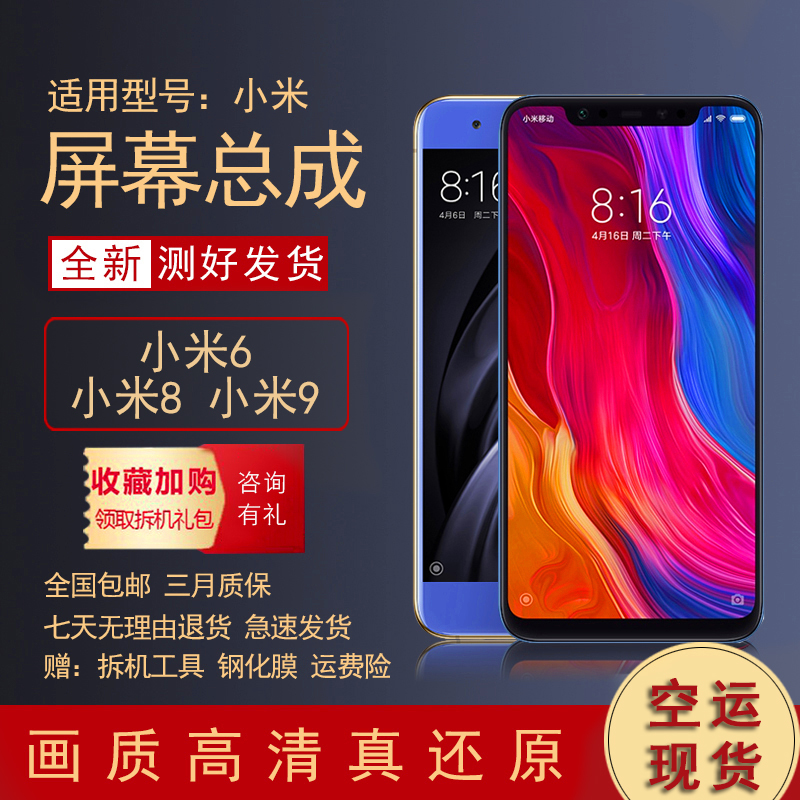 适用型号：小米
屏幕总成
全新 测好发货
小米6
小米8 小米9
收藏加购
领取拆机礼包
咨询
有礼
全国包邮 三月质保
七天无理由退货 急速发货
赠：拆机工具 钢化膜 运费险
8:16
4月6日 周二下午
小米移动
8:16
4月16日 周二下午
画质高清真还原
空运
现货